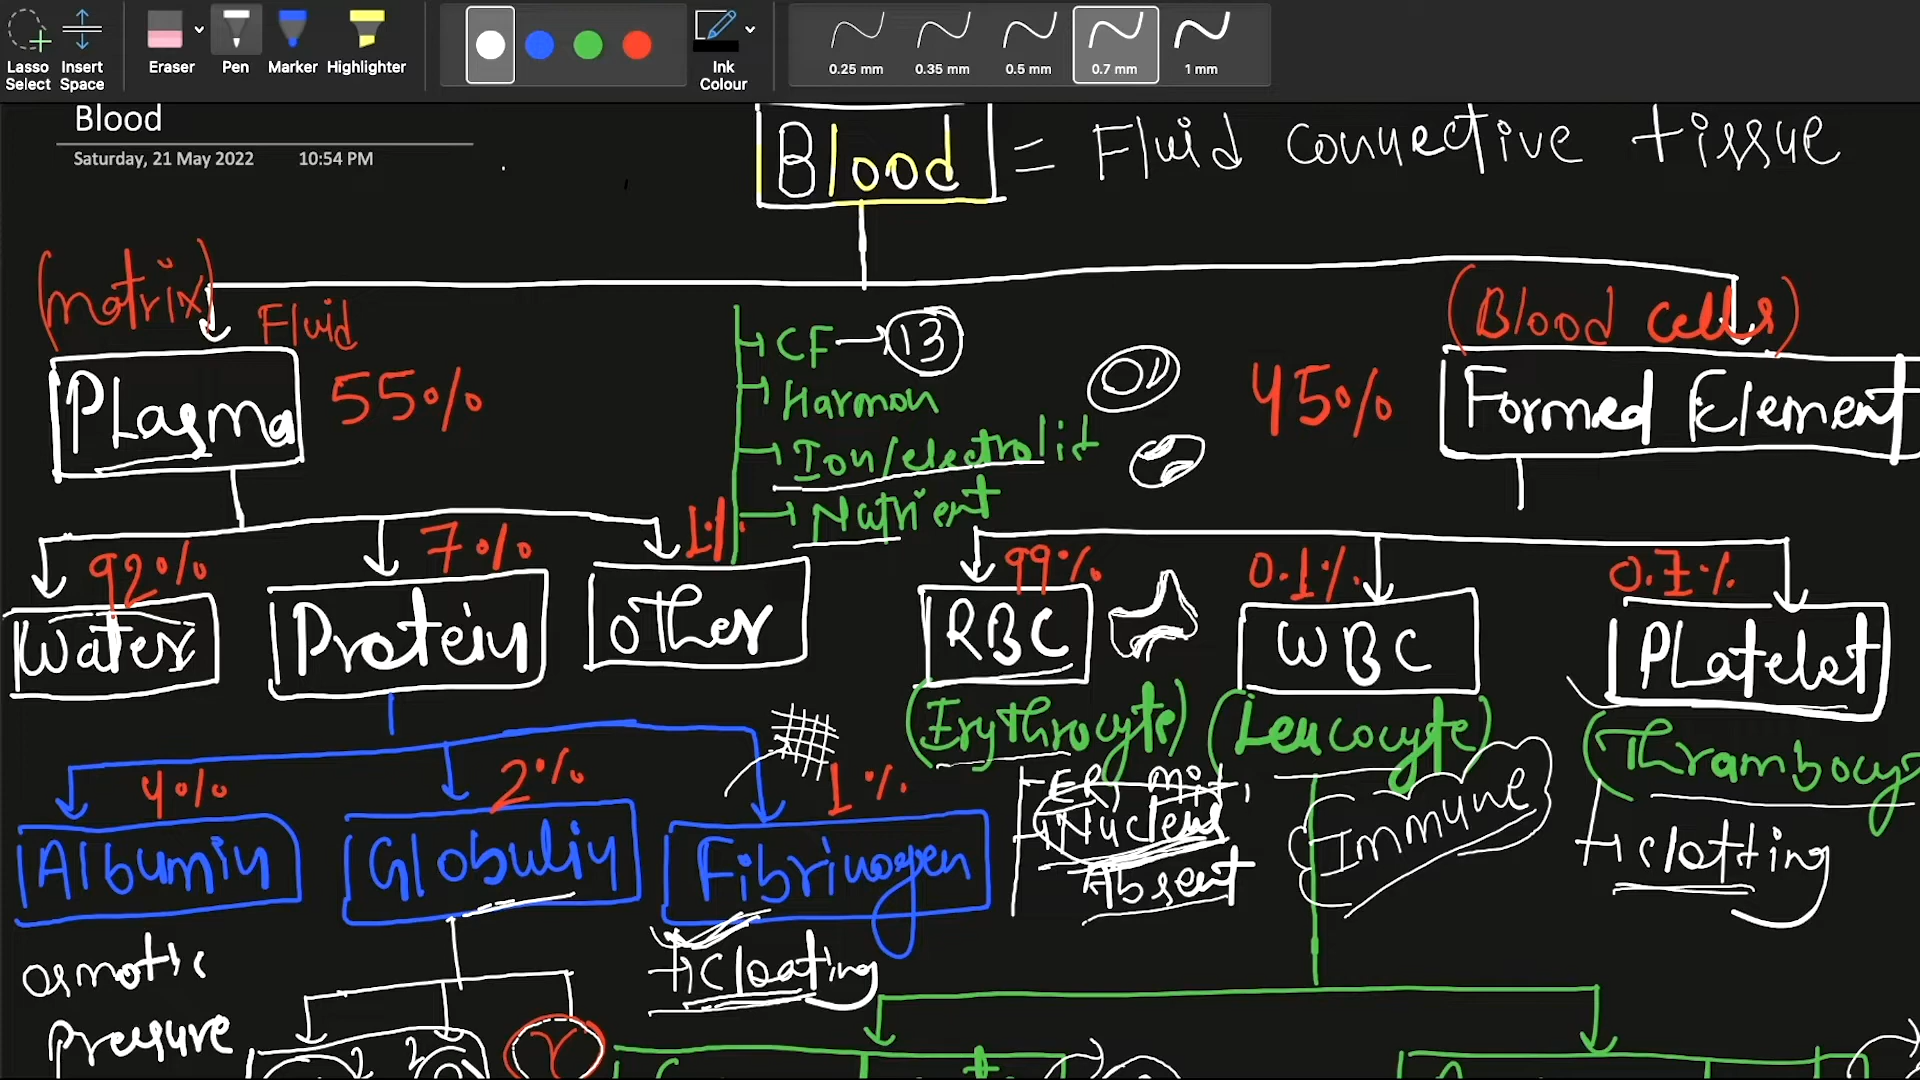 Lasso Select
Insert Space
Eraser
Pen
Marker
Highlighter
Ink Colour
0.25 mm
0.35 mm
0.5 mm
0.7 mm
1 mm
Blood
Saturday, 21 May 2022 10:54 PM
Blood = Fluid connective tissue
(matrix)
Fluid
Plasma 55%
CF → 13
Harmon
Ion/electrolit
Nutrient
(Blood cells)
45% Formed Element
92%
Water
7%
Protein
1%
other
99%
RBC
(Erythrocyte)
ER, Mit,
Nucleus
Absent
0.1%
WBC
(Leucocyte)
Immune
0.7%
Platelet
(Thrambocy
clotting
4%
Albumin
osmotic
pressure
2%
Globulin
γ
1%
Fibrinogen
Cloating